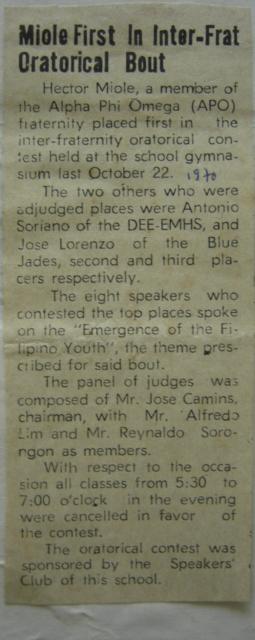 Miole First In Inter-Frat
Oratorical Bout
Hector Miole, a member of
the Alpha Phi Omega (APO)
fraternity placed first in the
inter-fraternity oratorical con-
test held at the school gymna-
sium last October 22. 1970
The two others who were
adjudged places were Antonio
Soriano of the DEE-EMHS, and
Jose Lorenzo of the Blue
Jades, second and third pla-
cers respectively.
The eight speakers who
contested the top places spoke
on the "Emergence of the Fi-
lipino Youth", the theme pres-
cribed for said bout.
The panel of judges was
composed of Mr. Jose Camins,
chairman, with Mr. Alfredo
Lim and Mr. Reynaldo Soro-
ngon as members.
With respect to the occa-
sion all classes from 5:30 to
7:00 o'clock in the evening
were cancelled in favor of
the contest.
The oratorical contest was
sponsored by the Speakers'
Club of this school.